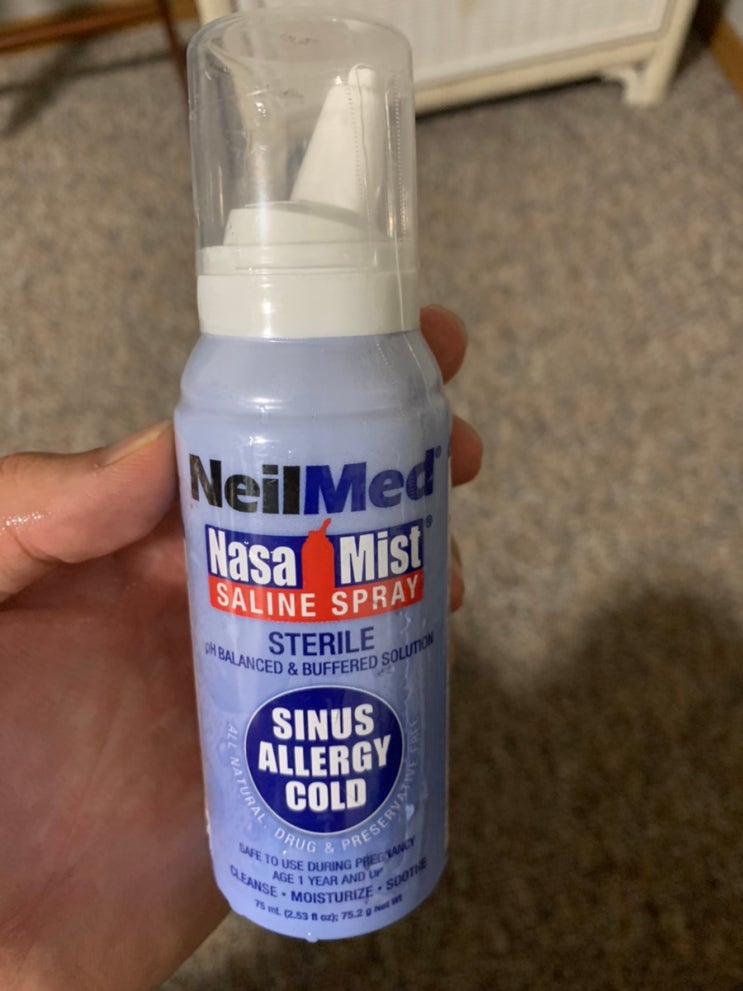 NeilMed®
Nasa Mist®
SALINE SPRAY
STERILE
pH BALANCED & BUFFERED SOLUTION
SINUS
ALLERGY
COLD
ALL NATURAL, DRUG & PRESERVATIVE FREE
SAFE TO USE DURING PREGNANCY
AGE 1 YEAR AND UP
CLEANSE • MOISTURIZE • SOOTHE
75 mL (2.53 fl oz); 75.2 g Net Wt